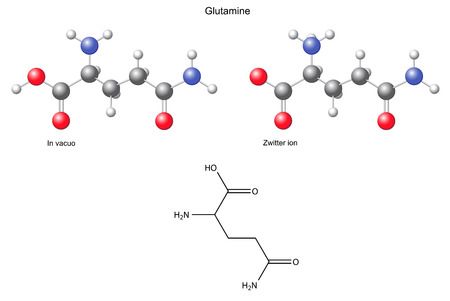 Glutamine
In vacuo
Zwitter ion
HO
O
H₂N
O
H₂N